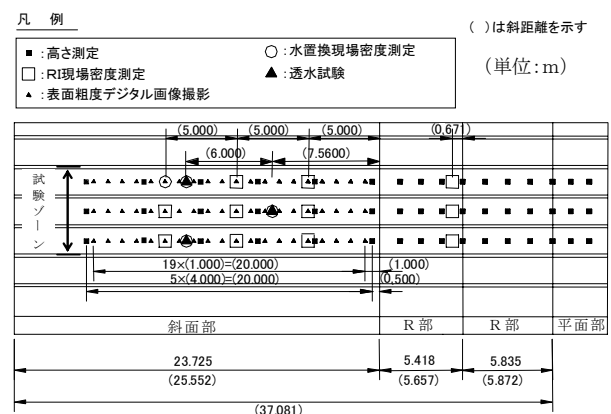 凡 例
( )は斜距離を示す
(単位:m)
■ :高さ測定
○ :水置換現場密度測定
□ :RI現場密度測定
▲ :透水試験
▲ :表面粗度デジタル画像撮影
(5.000) (5.000) (5.000) (0.671)
(6.000) (7.5600)
試験ゾーン
19×(1.000)=(20.000) (1.000)
5×(4.000)=(20.000) (0.500)
斜面部 R部 R部 平面部
23.725 5.418 5.835
(25.552) (5.657) (5.872)
(37.081)